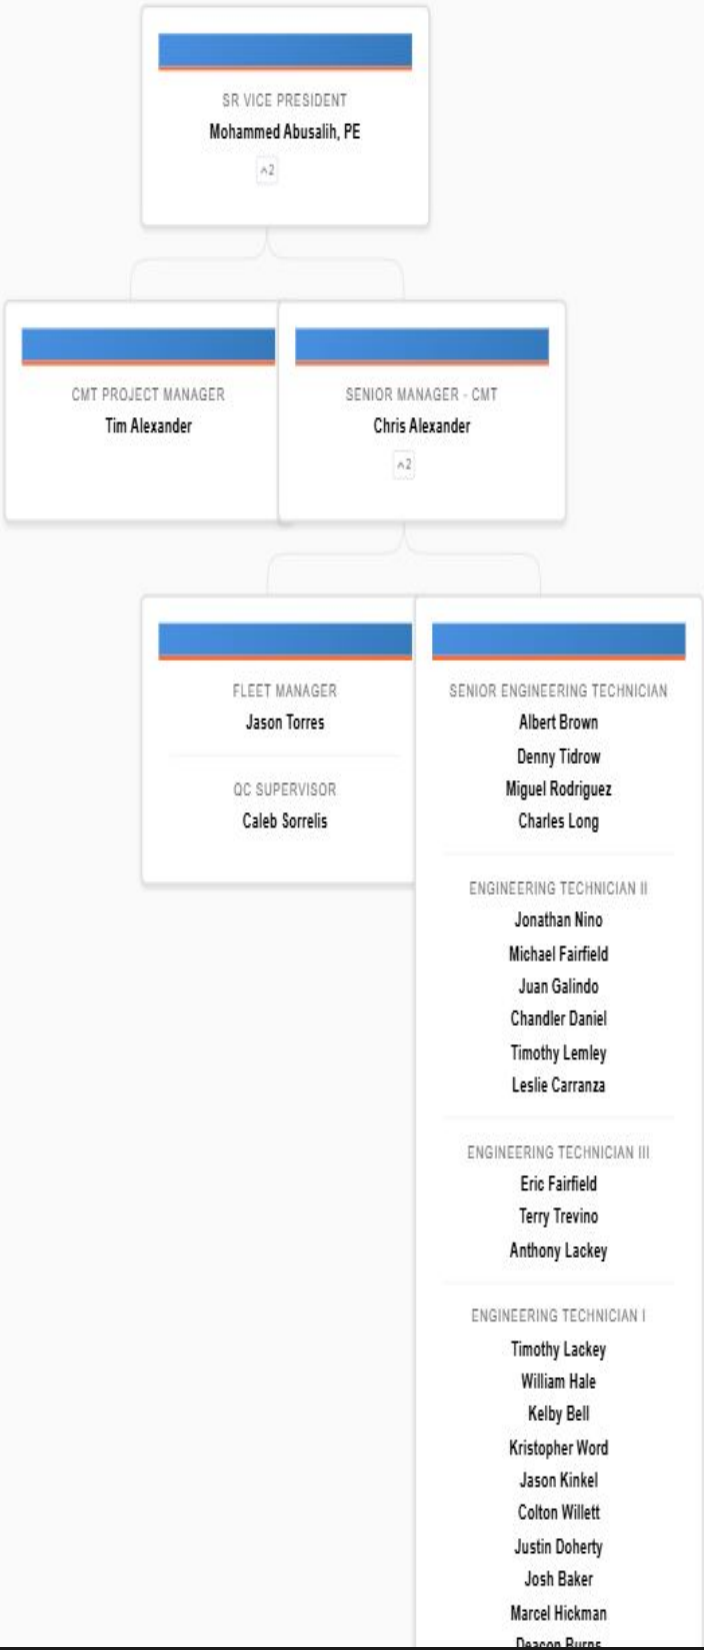 SR VICE PRESIDENT
Mohammed Abusalih, PE
^2
CMT PROJECT MANAGER
Tim Alexander
SENIOR MANAGER - CMT
Chris Alexander
^2
FLEET MANAGER
Jason Torres
QC SUPERVISOR
Caleb Sorrelis
SENIOR ENGINEERING TECHNICIAN
Albert Brown
Denny Tidrow
Miguel Rodriguez
Charles Long
ENGINEERING TECHNICIAN II
Jonathan Nino
Michael Fairfield
Juan Galindo
Chandler Daniel
Timothy Lemley
Leslie Carranza
ENGINEERING TECHNICIAN III
Eric Fairfield
Terry Trevino
Anthony Lackey
ENGINEERING TECHNICIAN I
Timothy Lackey
William Hale
Kelby Bell
Kristopher Word
Jason Kinkel
Colton Willett
Justin Doherty
Josh Baker
Marcel Hickman
Deacon Burns